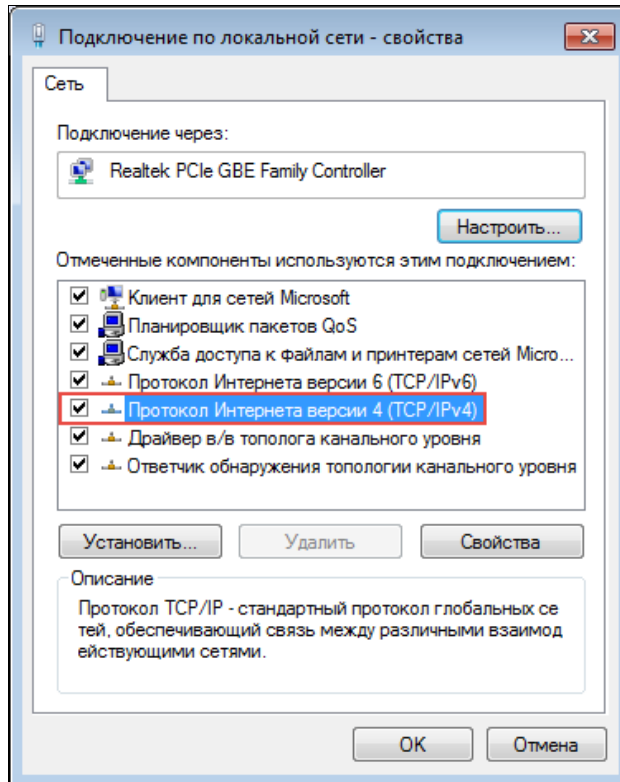 Подключение по локальной сети - свойства
Сеть
Подключение через:
Realtek PCIe GBE Family Controller
Настроить...
Отмеченные компоненты используются этим подключением:
Клиент для сетей Microsoft
Планировщик пакетов QoS
Служба доступа к файлам и принтерам сетей Micro...
Протокол Интернета версии 6 (TCP/IPv6)
Протокол Интернета версии 4 (TCP/IPv4)
Драйвер в/в тополога канального уровня
Ответчик обнаружения топологии канального уровня
Установить...
Удалить
Свойства
Описание
Протокол TCP/IP - стандартный протокол глобальных се
тей, обеспечивающий связь между различными взаимод
ействующими сетями.
OK
Отмена